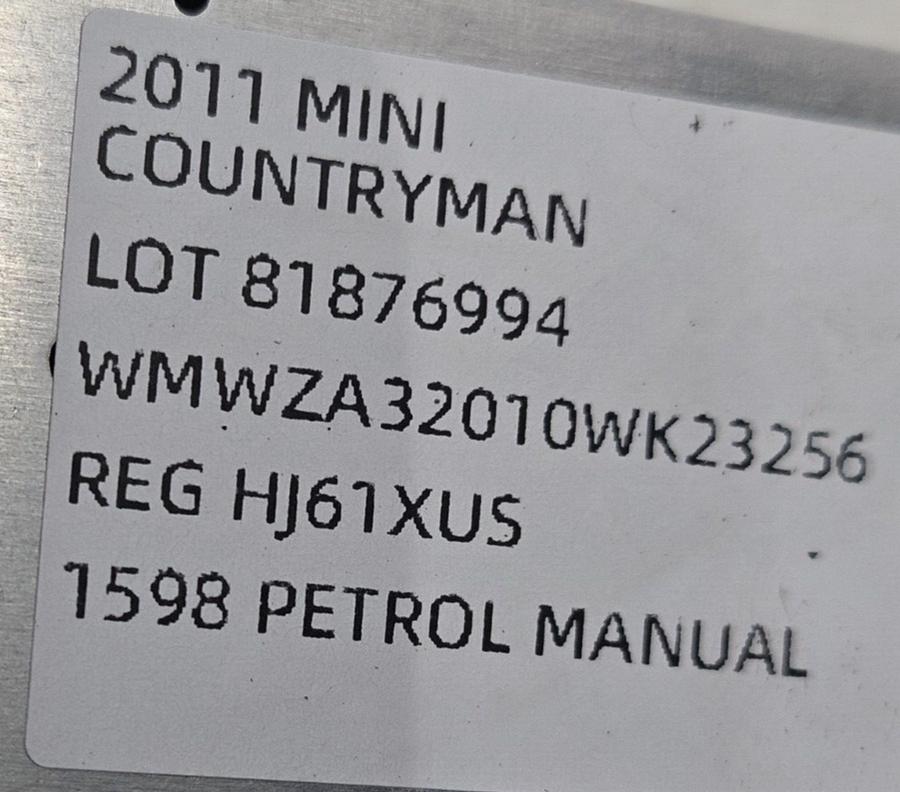 2011 MINI
COUNTRYMAN
LOT 81876994
WMWZA32010WK23256
REG HJ61XUS
1598 PETROL MANUAL